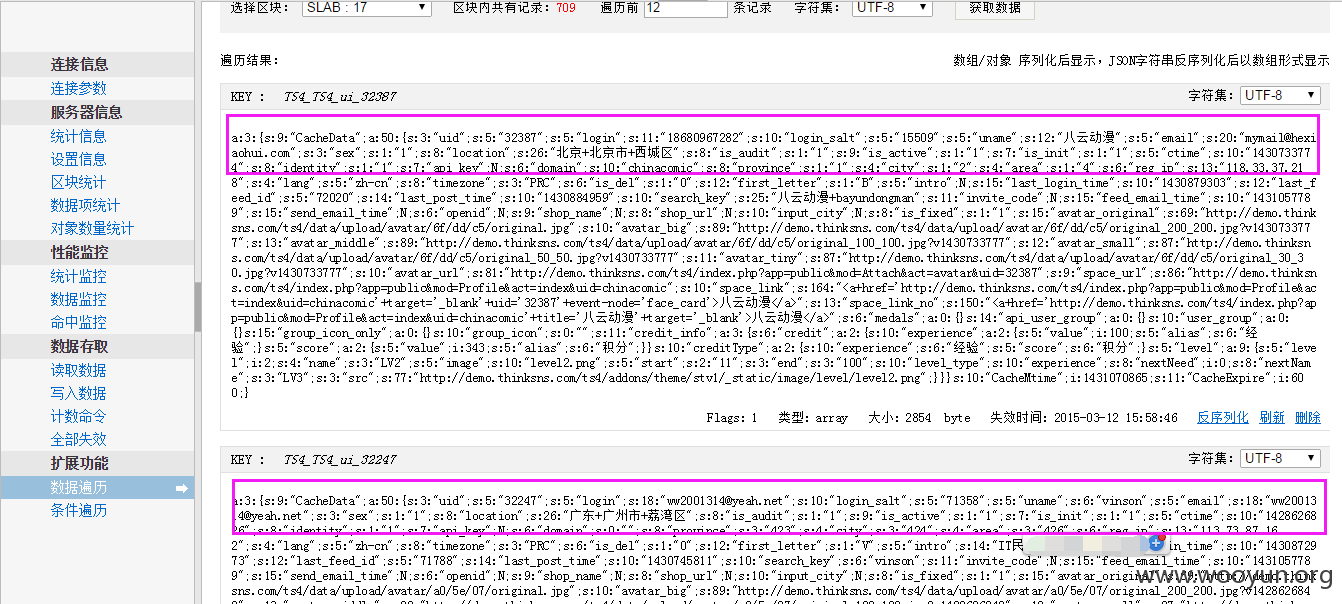 选择区块： SLAB : 17 区块内共有记录：709 遍历前 12 条记录 字符集： UTF-8 获取数据
连接信息
连接参数
服务器信息
统计信息
设置信息
区块统计
数据项统计
对象数量统计
性能监控
统计监控
数据监控
命中监控
数据存取
读取数据
写入数据
计数命令
全部失效
扩展功能
数据遍历
条件遍历
遍历结果： 数组/对象 序列化后显示，JSON字符串反序列化后以数组形式显示
KEY ： TS4_TS4_ui_32387 字符集： UTF-8
a:3:{s:9:"CacheData";a:50:{s:3:"uid";s:5:"32387";s:5:"login";s:11:"18680967282";s:10:"login_salt";s:5:"15509";s:5:"uname";s:12:"八云动漫";s:5:"email";s:20:"mymail@hexi
aohui.com";s:3:"sex";s:1:"1";s:8:"location";s:26:"北京+北京市+西城区";s:8:"is_audit";s:1:"1";s:9:"is_active";s:1:"1";s:7:"is_init";s:1:"1";s:5:"ctime";s:10:"143073377
4";s:8:"identity";s:1:"1";s:7:"api_key";N;s:6:"domain";s:10:"chinacomic";s:8:"province";s:1:"1";s:4:"city";s:1:"2";s:4:"area";s:1:"4";s:6:"reg_ip";s:13:"118.33.37.21
8";s:4:"lang";s:5:"zh-cn";s:8:"timezone";s:3:"PRC";s:6:"is_del";s:1:"0";s:12:"first_letter";s:1:"B";s:5:"intro";N;s:15:"last_login_time";s:10:"1430879303";s:12:"last_f
eed_id";s:5:"72020";s:14:"last_post_time";s:10:"1430884959";s:10:"search_key";s:25:"八云动漫+bayundongman";s:11:"invite_code";N;s:15:"feed_email_time";s:10:"143105778
9";s:15:"send_email_time";N;s:6:"openid";N;s:9:"shop_name";N;s:8:"shop_url";N;s:10:"input_city";N;s:8:"is_fixed";s:1:"1";s:15:"avatar_original";s:69:"http://demo.think
sns.com/ts4/data/upload/avatar/6f/dd/c5/original.jpg";s:10:"avatar_big";s:89:"http://demo.thinksns.com/ts4/data/upload/avatar/6f/dd/c5/original_200_200.jpg?v143073377
7";s:13:"avatar_middle";s:89:"http://demo.thinksns.com/ts4/data/upload/avatar/6f/dd/c5/original_100_100.jpg?v1430733777";s:12:"avatar_small";s:87:"http://demo.thinksn
s.com/ts4/data/upload/avatar/6f/dd/c5/original_50_50.jpg?v1430733777";s:11:"avatar_tiny";s:87:"http://demo.thinksns.com/ts4/data/upload/avatar/6f/dd/c5/original_30_3
0.jpg?v1430733777";s:10:"avatar_url";s:81:"http://demo.thinksns.com/ts4/index.php?app=public&mod=Attach&act=avatar&uid=32387";s:9:"space_url";s:86:"http://demo.thinks
ns.com/ts4/index.php?app=public&mod=Profile&act=index&uid=chinacomic";s:10:"space_link";s:164:"<a+href='http://demo.thinksns.com/ts4/index.php?app=public&mod=Profile&ac
t=index&uid=chinacomic'+target='_blank'+uid='32387'+event-node='face_card'>八云动漫</a>";s:13:"space_link_no";s:150:"<a+href='http://demo.thinksns.com/ts4/index.php?ap
p=public&mod=Profile&act=index&uid=chinacomic'+title='八云动漫'+target='_blank'>八云动漫</a>";s:6:"medals";a:0:{}s:14:"api_user_group";a:0:{}s:10:"user_group";a:0:
{}s:15:"group_icon_only";a:0:{}s:10:"group_icon";s:0:"";s:11:"credit_info";a:3:{s:6:"credit";a:2:{s:10:"experience";a:2:{s:5:"value";i:100;s:5:"alias";s:6:"经
验";}s:5:"score";a:2:{s:5:"value";i:343;s:5:"alias";s:6:"积分";}}s:10:"creditType";a:2:{s:10:"experience";s:6:"经验";s:5:"score";s:6:"积分";}s:5:"level";a:9:{s:5:"leve
l";i:2;s:4:"name";s:3:"LV2";s:5:"image";s:10:"level2.png";s:5:"start";s:2:"11";s:3:"end";s:3:"100";s:10:"level_type";s:10:"experience";s:8:"nextNeed";i:0;s:8:"nextNam
e";s:3:"LV3";s:3:"src";s:77:"http://demo.thinksns.com/ts4/addons/theme/stv1/_static/image/level/level2.png";}}}s:10:"CacheMtime";i:1431070865;s:11:"CacheExpire";i:60
0;}
Flags: 1 类型: array 大小: 2854 byte 失效时间: 2015-03-12 15:58:46 反序列化 刷新 删除
KEY ： TS4_TS4_ui_32247 字符集： UTF-8
a:3:{s:9:"CacheData";a:50:{s:3:"uid";s:5:"32247";s:5:"login";s:18:"ww2001314@yeah.net";s:10:"login_salt";s:5:"71358";s:5:"uname";s:6:"vinson";s:5:"email";s:18:"ww20013
14@yeah.net";s:3:"sex";s:1:"1";s:8:"location";s:26:"广东+广州市+荔湾区";s:8:"is_audit";s:1:"1";s:9:"is_active";s:1:"1";s:7:"is_init";s:1:"1";s:5:"ctime";s:10:"14286268
26";s:8:"identity";s:1:"1";s:7:"api_key";N;s:6:"domain";s:0:"";s:8:"province";s:3:"423";s:4:"city";s:3:"424";s:4:"area";s:3:"426";s:6:"reg_ip";s:13:"113.73.87.16
2";s:4:"lang";s:5:"zh-cn";s:8:"timezone";s:3:"PRC";s:6:"is_del";s:1:"0";s:12:"first_letter";s:1:"V";s:5:"intro";s:14:"IT民 in_time";s:10:"14308729
73";s:12:"last_feed_id";s:5:"71788";s:14:"last_post_time";s:10:"1430745811";s:10:"search_key";s:6:"vinson";s:11:"invite_code";N;s:15:"feed_email_time";s:10:"143105778
9";s:15:"send_email_time";N;s:6:"openid";N;s:9:"shop_name";N;s:8:"shop_url";N;s:10:"input_city";N;s:8:"is_fixed";s:1:"1";s:15:"avatar_original";s:69:"http://demo.think
sns.com/ts4/data/upload/avatar/a0/5e/07/original.jpg";s:10:"avatar_big";s:89:"http://demo.thinksns.com/ts4/data/upload/avatar/a0/5e/07/original_200_200.jpg?v142862684
www.wooyun.org